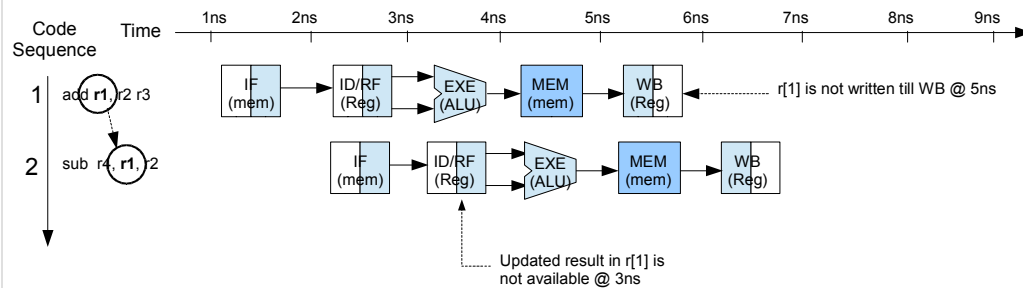 Code
Sequence
Time
1ns 2ns 3ns 4ns 5ns 6ns 7ns 8ns 9ns
1
add r1, r2 r3
IF
(mem)
ID/RF
(Reg)
EXE
(ALU)
MEM
(mem)
WB
(Reg)
r[1] is not written till WB @ 5ns
2
sub r4, r1, r2
IF
(mem)
ID/RF
(Reg)
EXE
(ALU)
MEM
(mem)
WB
(Reg)
Updated result in r[1] is
not available @ 3ns